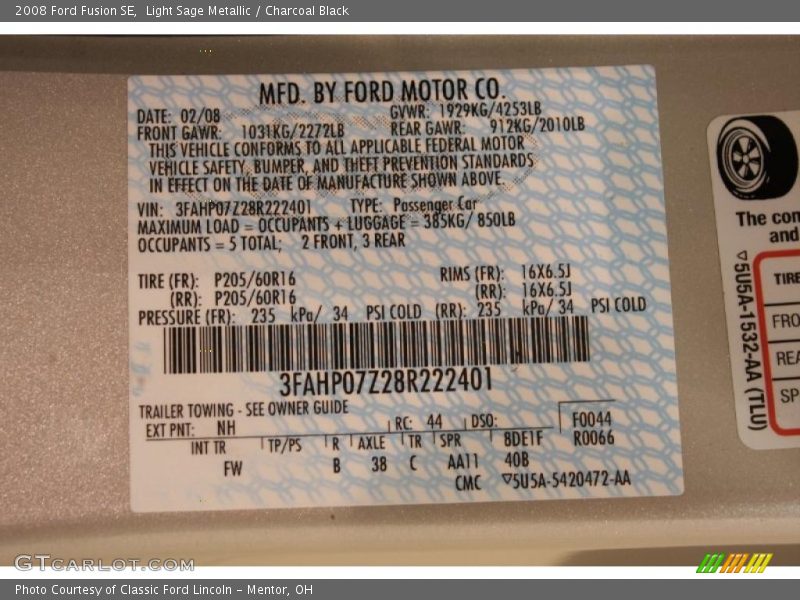 2008 Ford Fusion SE, Light Sage Metallic / Charcoal Black
MFD. BY FORD MOTOR CO.
DATE: 02/08 GVWR: 1929KG/4253LB
FRONT GAWR: 1031KG/2272LB REAR GAWR: 912KG/2010LB
THIS VEHICLE CONFORMS TO ALL APPLICABLE FEDERAL MOTOR
VEHICLE SAFETY, BUMPER, AND THEFT PREVENTION STANDARDS
IN EFFECT ON THE DATE OF MANUFACTURE SHOWN ABOVE.
VIN: 3FAHP07Z28R222401 TYPE: Passenger Car
MAXIMUM LOAD = OCCUPANTS + LUGGAGE = 385KG/ 850LB
OCCUPANTS = 5 TOTAL; 2 FRONT, 3 REAR
TIRE (FR): P205/60R16 RIMS (FR): 16X6.5J
(RR): P205/60R16 (RR): 16X6.5J
PRESSURE (FR): 235 kPa/ 34 PSI COLD (RR): 235 kPa/ 34 PSI COLD
3FAHP07Z28R222401
TRAILER TOWING - SEE OWNER GUIDE
EXT PNT: NH RC: 44 DSO: F0044
INT TR TP/PS R AXLE TR SPR 8DE1F R0066
FW B 38 C AA11 40B
CMC 5U5A-5420472-AA
The con
and
5U5A-1532-AA (TLU)
TIRE
FRO
REA
SP
GTCARLOT.COM
Photo Courtesy of Classic Ford Lincoln - Mentor, OH